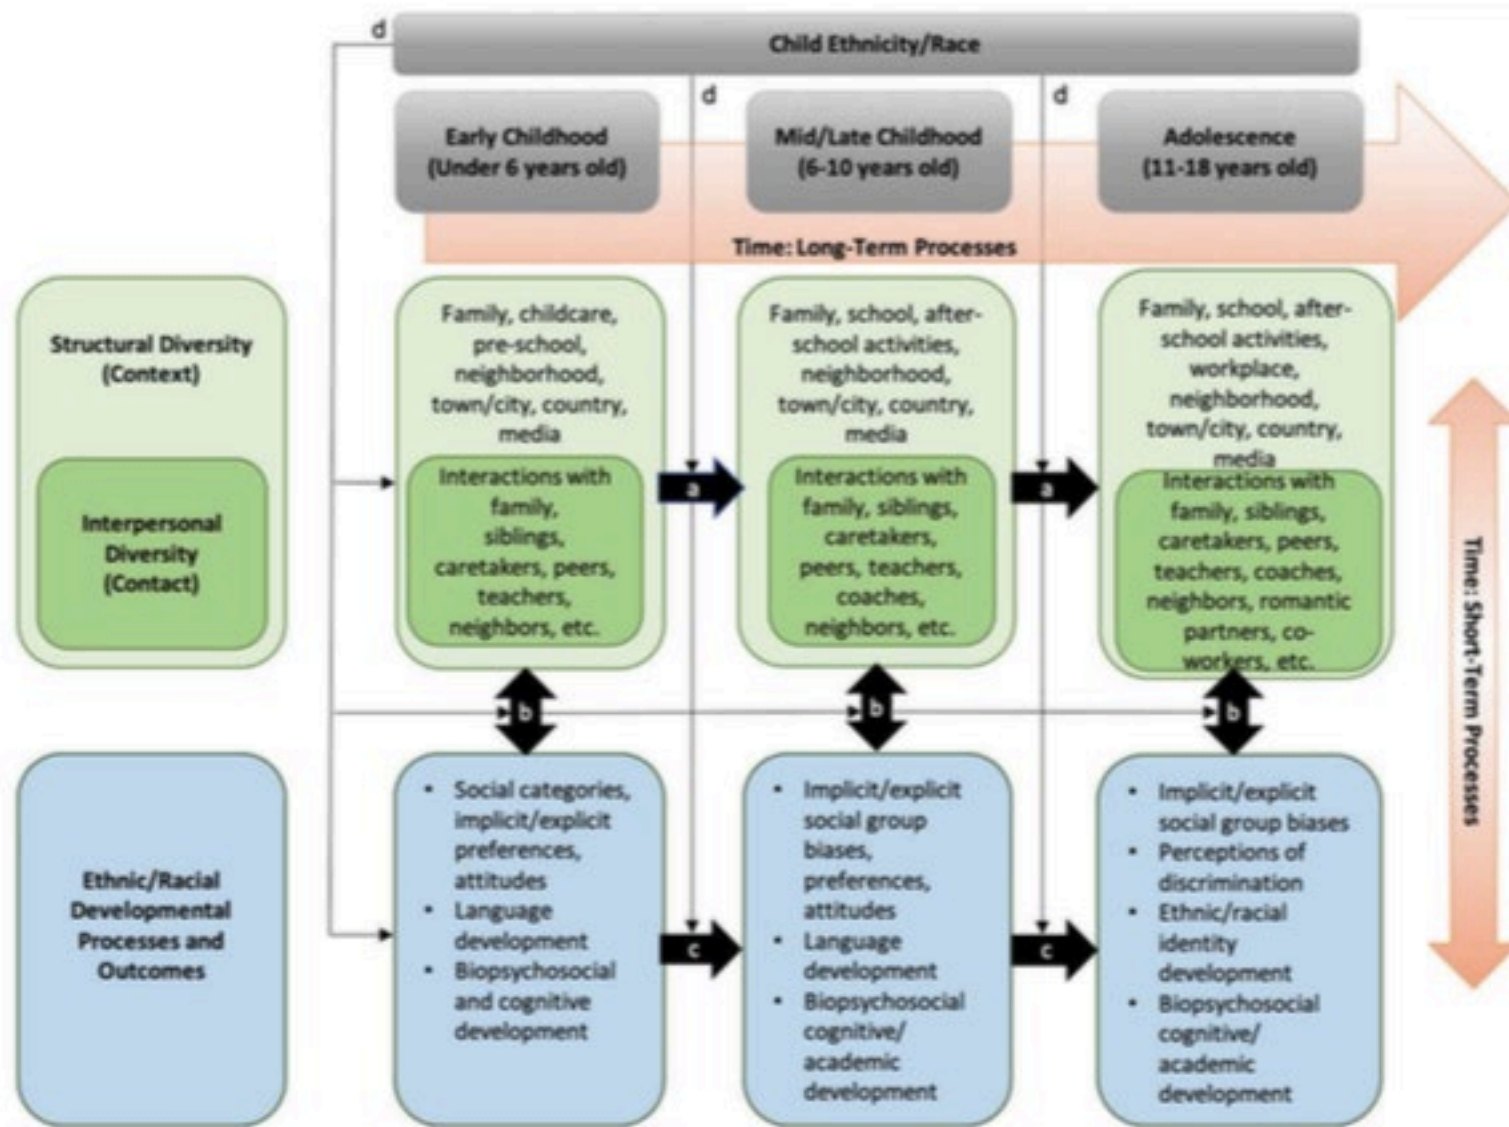 d
Child Ethnicity/Race
d
d
Early Childhood
(Under 6 years old)
Mid/Late Childhood
(6-10 years old)
Adolescence
(11-18 years old)
Time: Long-Term Processes
Structural Diversity
(Context)
Interpersonal
Diversity
(Contact)
Family, childcare,
pre-school,
neighborhood,
town/city, country,
media
Interactions with
family,
siblings,
caretakers, peers,
teachers,
neighbors, etc.
a
Family, school, after-
school activities,
neighborhood,
town/city, country,
media
Interactions with
family, siblings,
caretakers,
peers, teachers,
coaches,
neighbors, etc.
a
Family, school, after-
school activities,
workplace,
neighborhood,
town/city, country,
media
Interactions with
family, siblings,
caretakers, peers,
teachers, coaches,
neighbors, romantic
partners, co-
workers, etc.
Time: Short-Term Processes
b
b
b
Ethnic/Racial
Developmental
Processes and
Outcomes
• Social categories,
implicit/explicit
preferences,
attitudes
• Language
development
• Biopsychosocial
and cognitive
development
c
• Implicit/explicit
social group
biases,
preferences,
attitudes
• Language
development
• Biopsychosocial
cognitive/
academic
development
c
• Implicit/explicit
social group biases
• Perceptions of
discrimination
• Ethnic/racial
identity
development
• Biopsychosocial
cognitive/
academic
development